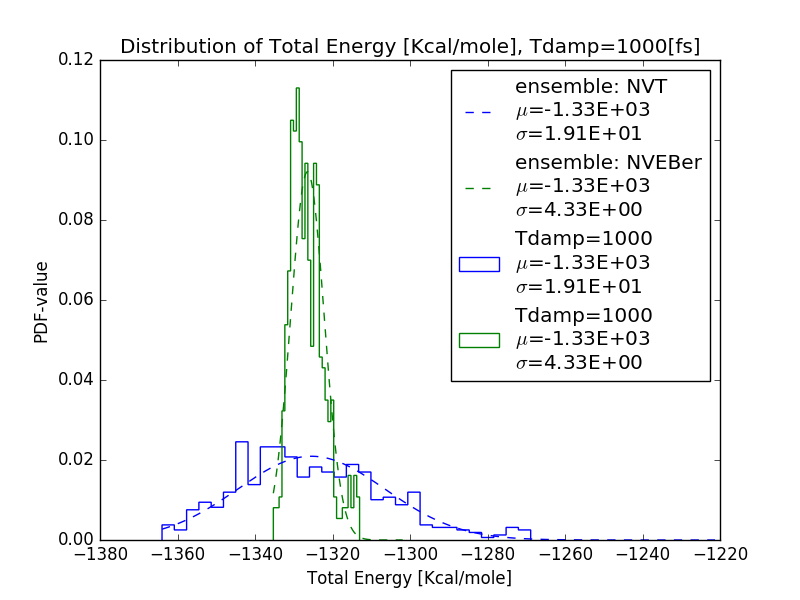 Distribution of Total Energy [Kcal/mole], Tdamp=1000[fs]
0.12
0.10
0.08
0.06
0.04
0.02
0.00
PDF-value
ensemble: NVT
μ=-1.33E+03
σ=1.91E+01
ensemble: NVEBer
μ=-1.33E+03
σ=4.33E+00
Tdamp=1000
μ=-1.33E+03
σ=1.91E+01
Tdamp=1000
μ=-1.33E+03
σ=4.33E+00
−1380 −1360 −1340 −1320 −1300 −1280 −1260 −1240 −1220
Total Energy [Kcal/mole]